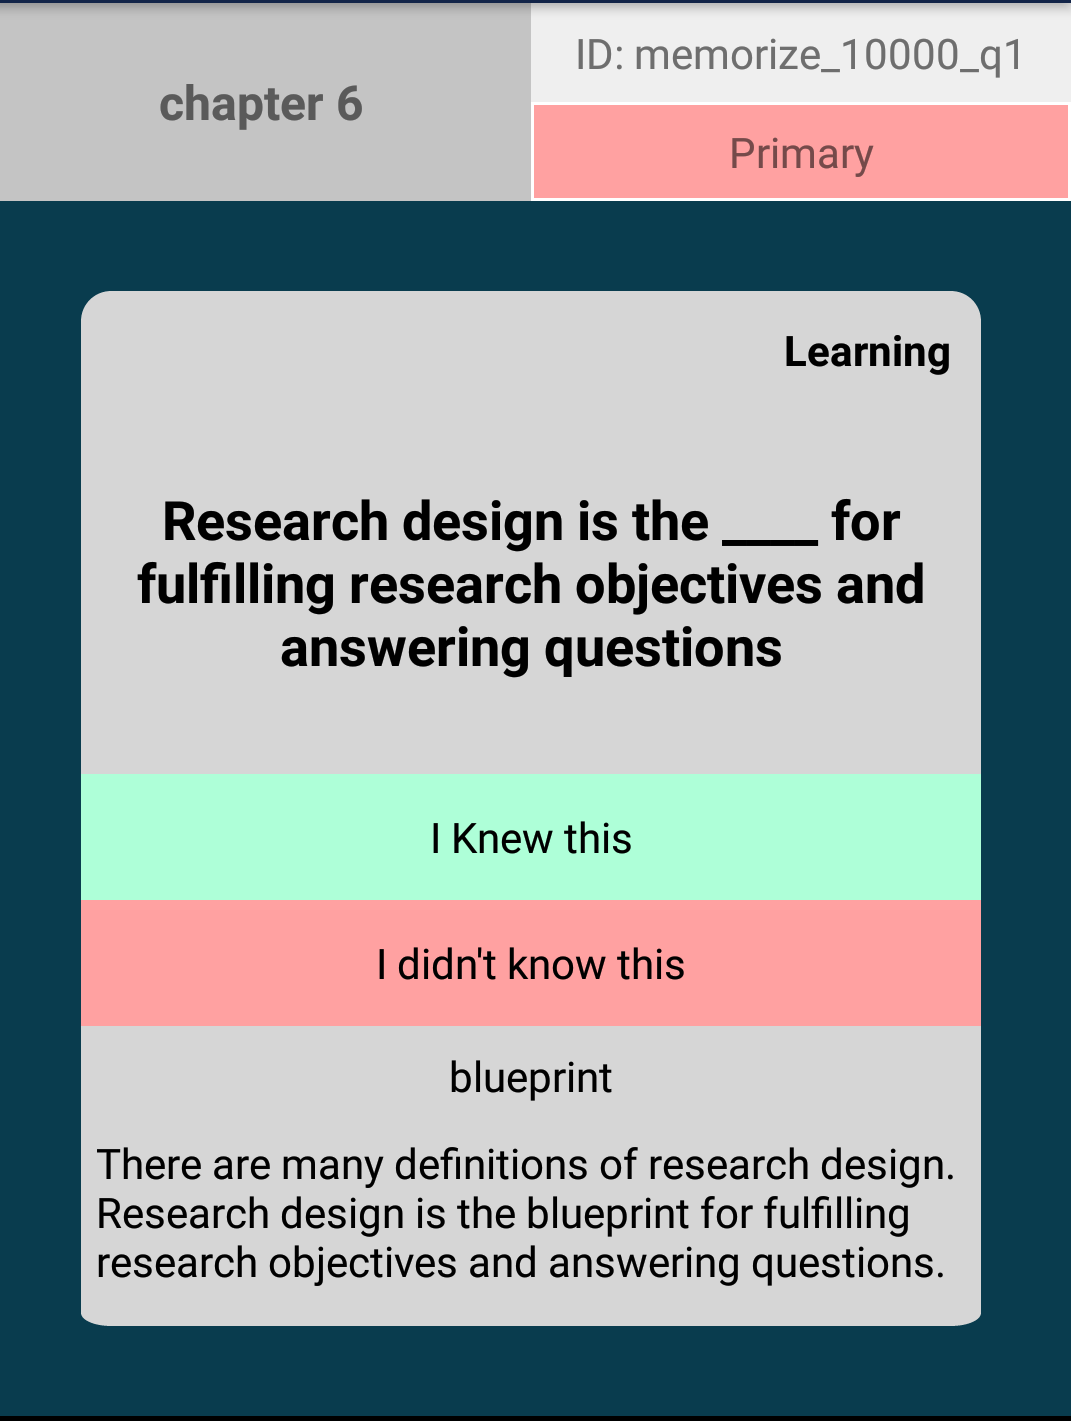 chapter 6
ID: memorize_10000_q1
Primary
Learning
Research design is the ____ for
fulfilling research objectives and
answering questions
I Knew this
I didn't know this
blueprint
There are many definitions of research design.
Research design is the blueprint for fulfilling
research objectives and answering questions.